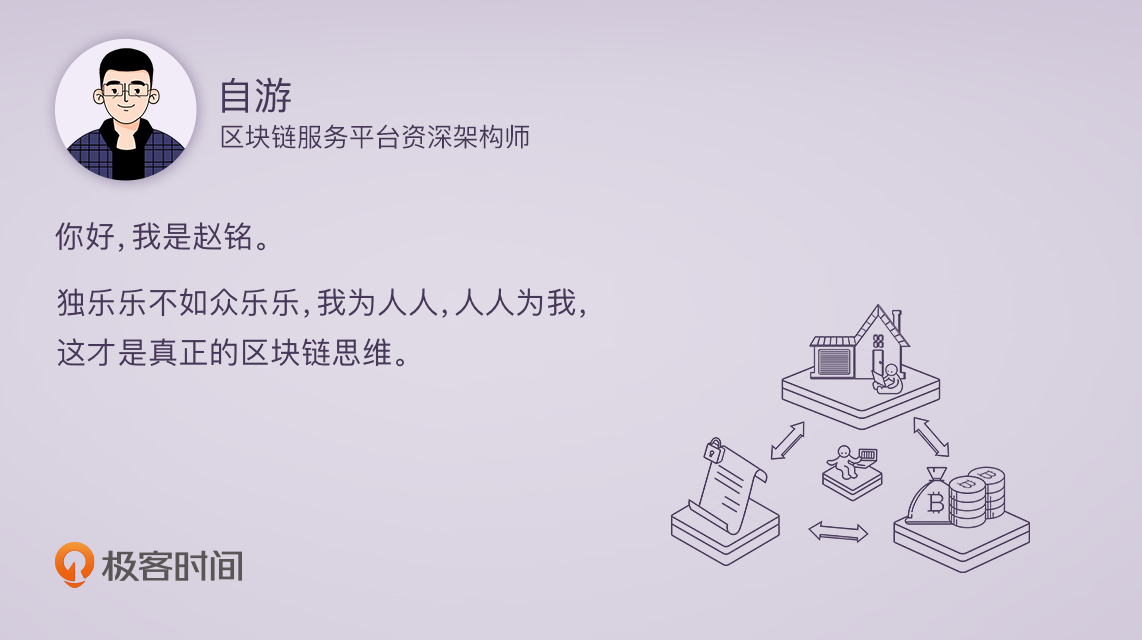 自游
区块链服务平台资深架构师
你好,我是赵铭。
独乐乐不如众乐乐,我为人人,人人为我,
这才是真正的区块链思维。
极客时间